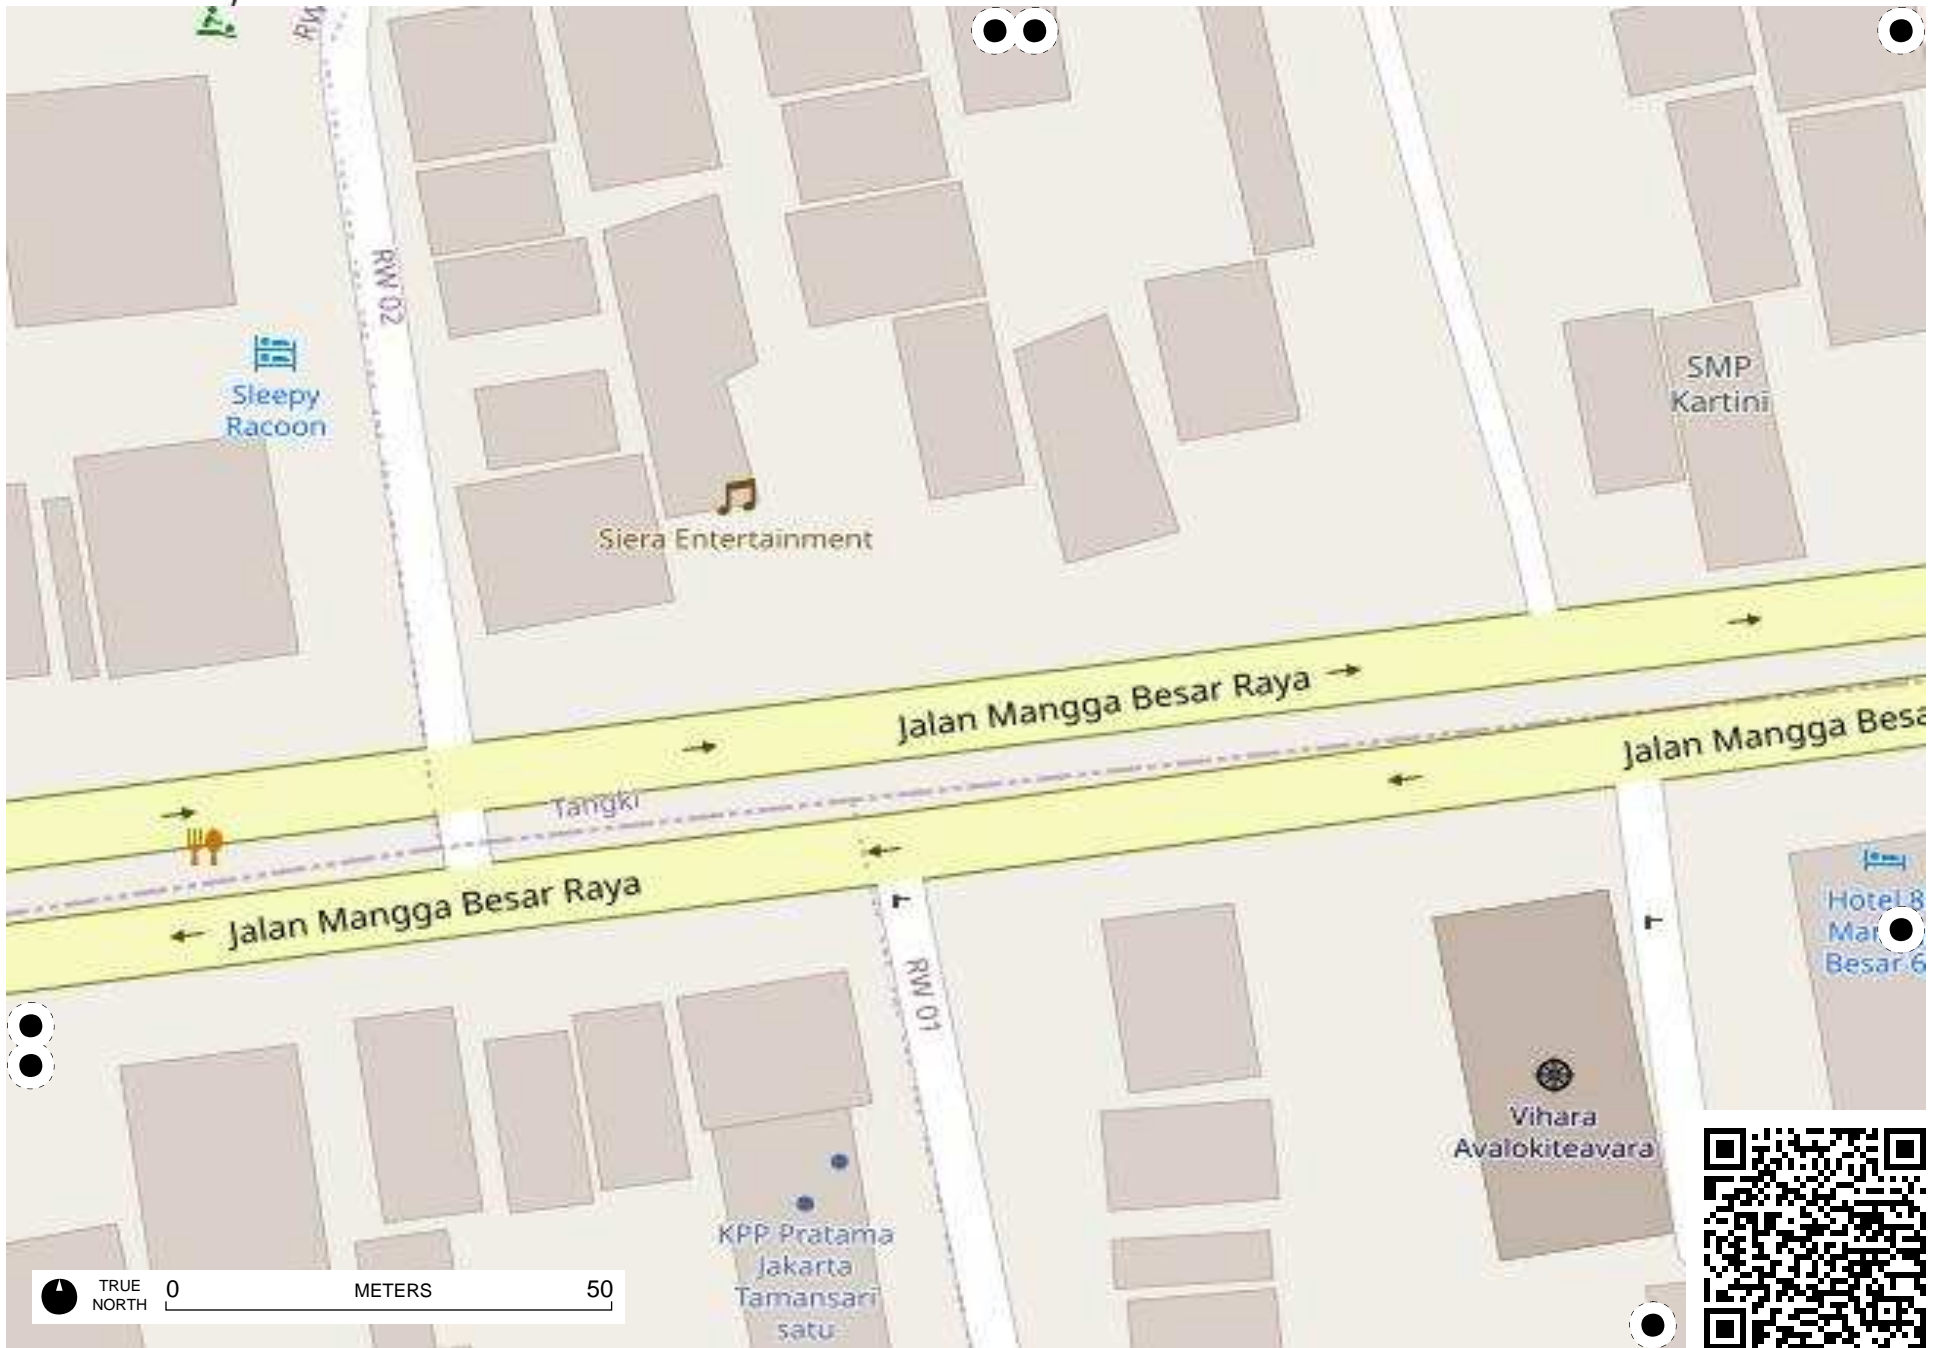 RW
RW 02
Sleepy
Racoon
SMP
Kartini
Siera Entertainment
Jalan Mangga Besar Raya
Jalan Mangga Besa
Tangki
Jalan Mangga Besar Raya
Hotel 8
Mar
Besar 6
RW 01
Vihara
Avalokiteavara
KPP Pratama
Jakarta
Tamansari
satu
TRUE
NORTH
0 METERS 50